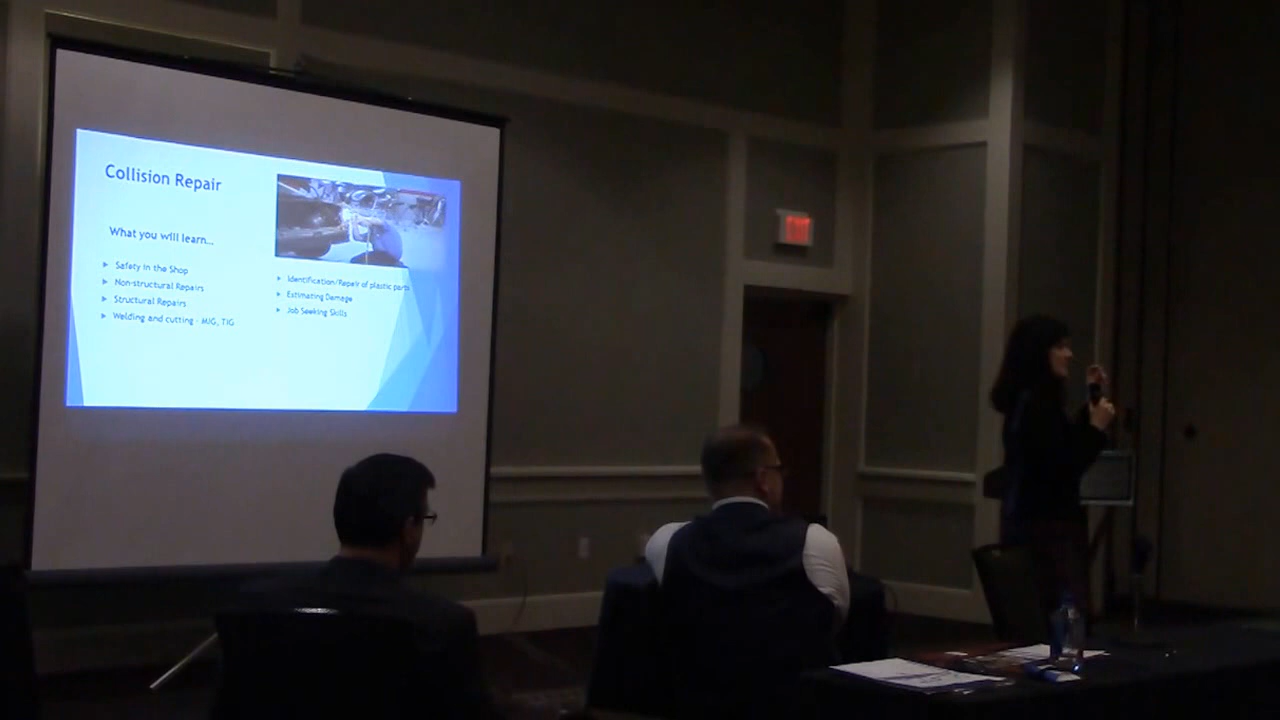 Collision Repair
What you will learn...
Safety in the Shop
Non-structural Repairs
Structural Repairs
Welding and cutting - MIG, TIG
Identification/Repair of plastic parts
Estimating Damage
Job Seeking Skills